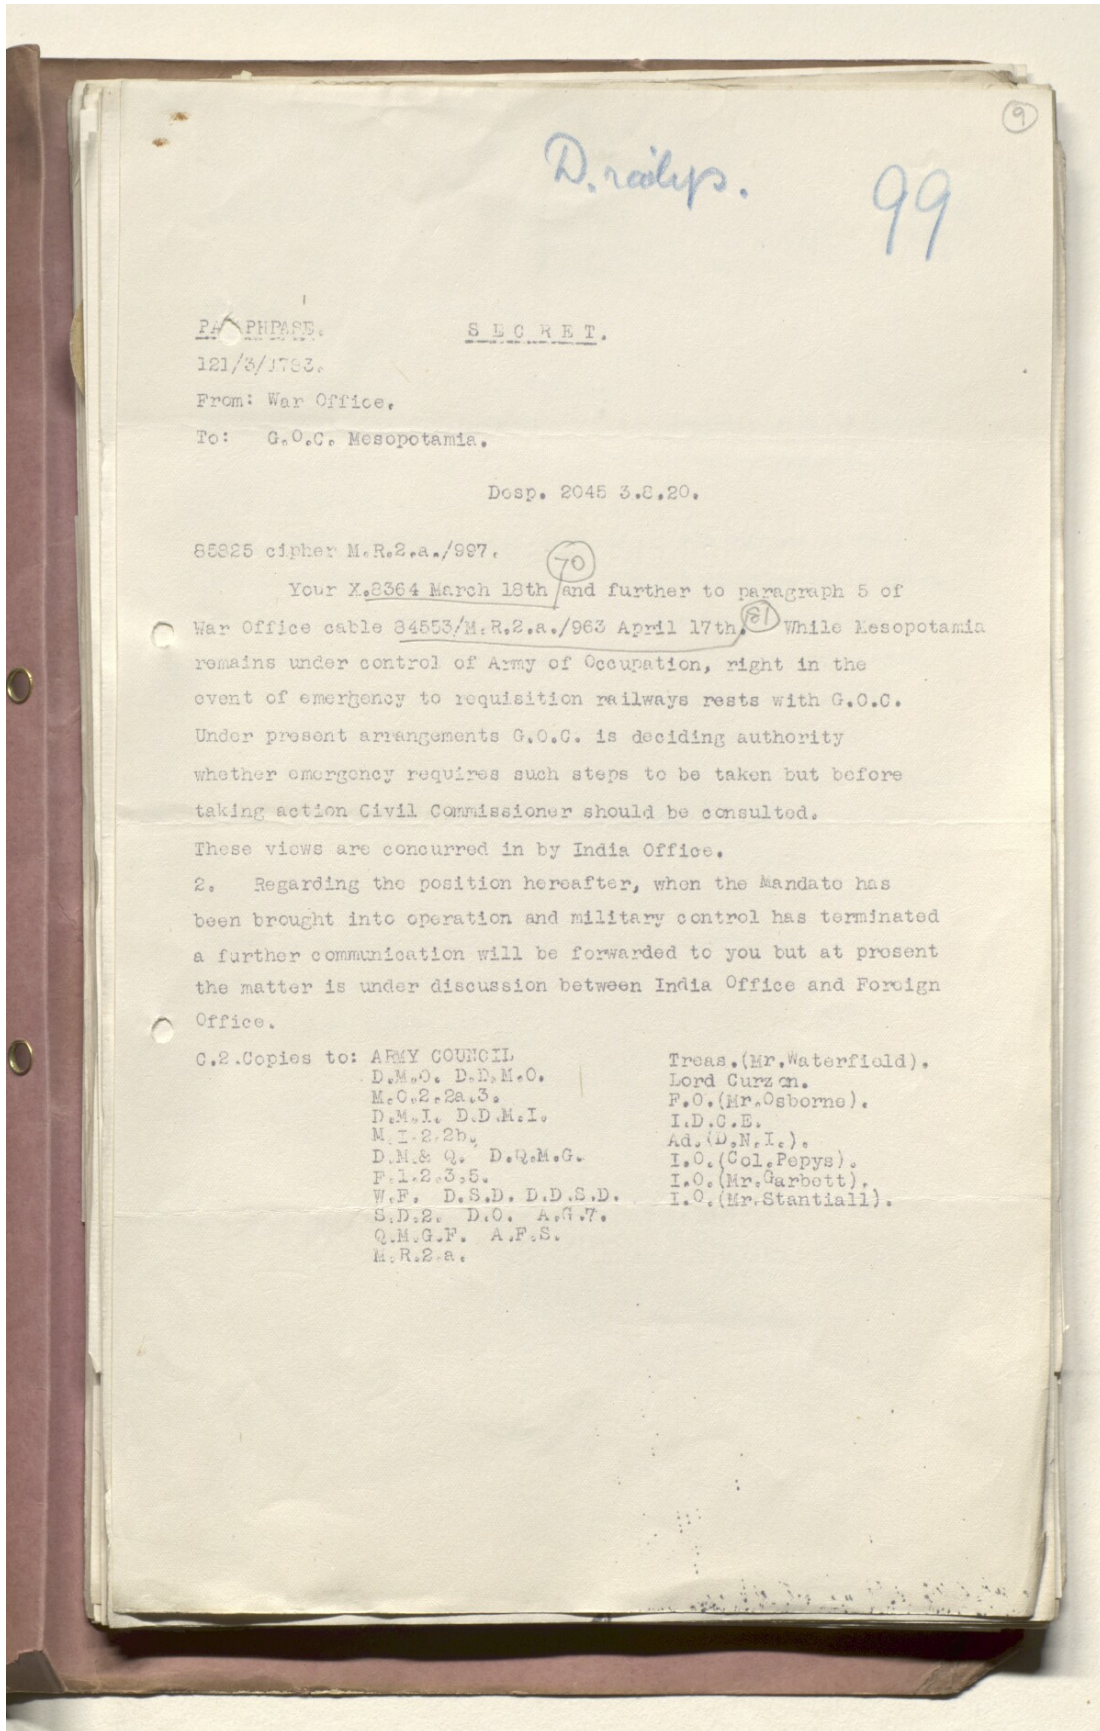 9
D. railys.
99
PARAPHRASE.
SECRET.
121/3/1783.
From: War Office.
To: G.O.C. Mesopotamia.
Desp. 2045 3.8.20.
85825 cipher M.R.2.a./997.
70
Your X.8364 March 18th and further to paragraph 5 of
81
War Office cable 84553/M.R.2.a./963 April 17th. While Mesopotamia
remains under control of Army of Occupation, right in the
event of emergency to requisition railways rests with G.O.C.
Under present arrangements G.O.C. is deciding authority
whether emergency requires such steps to be taken but before
taking action Civil Commissioner should be consulted.
These views are concurred in by India Office.
2. Regarding the position hereafter, when the Mandate has
been brought into operation and military control has terminated
a further communication will be forwarded to you but at present
the matter is under discussion between India Office and Foreign
Office.
C.2.Copies to: ARMY COUNCIL
D.M.O. D.D.M.O.
M.O.2.2a.3.
D.M.I. D.D.M.I.
M.I.2.2b.
D.M.& Q. D.Q.M.G.
F.1.2.3.5.
W.F. D.S.D. D.D.S.D.
S.D.2. D.O. A.G.7.
Q.M.G.F. A.F.S.
M.R.2.a.
Treas.(Mr.Waterfield).
Lord Curzon.
F.O.(Mr.Osborne).
I.D.C.E.
Ad.(D.N.I.).
I.O.(Col.Pepys).
I.O.(Mr.Garbett).
I.O.(Mr.Stantiall).